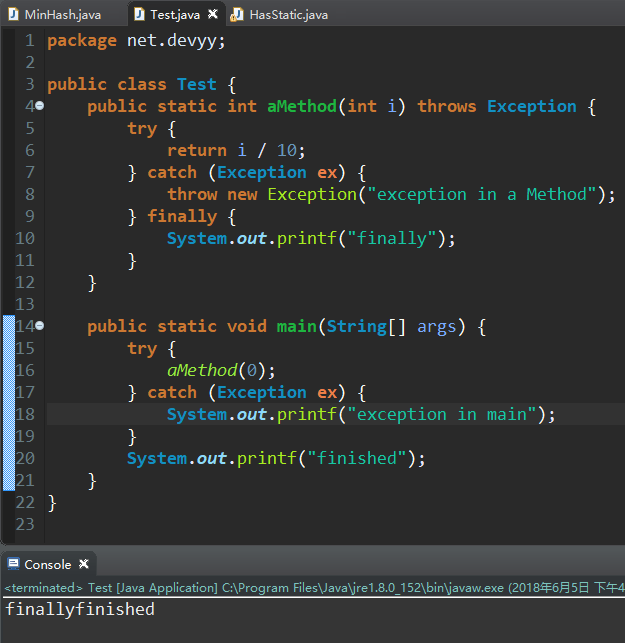 MinHash.java Test.java HasStatic.java
1 package net.devyy;
2
3 public class Test {
4     public static int aMethod(int i) throws Exception {
5         try {
6             return i / 10;
7         } catch (Exception ex) {
8             throw new Exception("exception in a Method");
9         } finally {
10             System.out.printf("finally");
11         }
12     }
13
14     public static void main(String[] args) {
15         try {
16             aMethod(0);
17         } catch (Exception ex) {
18             System.out.printf("exception in main");
19         }
20         System.out.printf("finished");
21     }
22 }
23
Console
<terminated> Test [Java Application] C:\Program Files\Java\jre1.8.0_152\bin\javaw.exe (2018年6月5日 下午4
finallyfinished